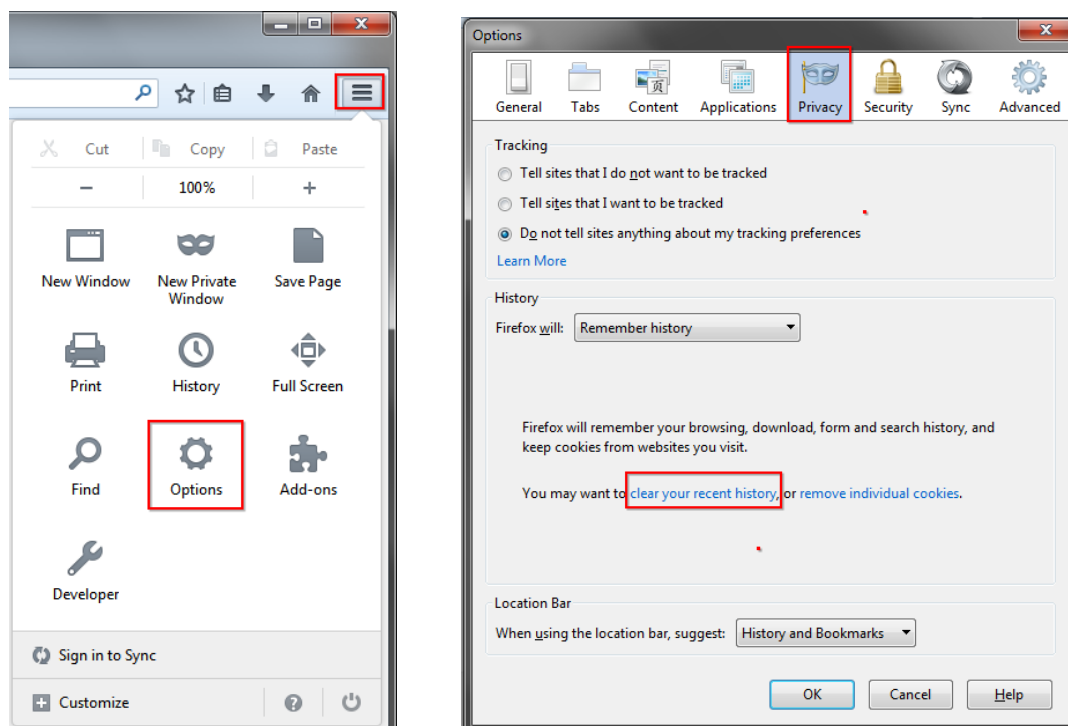 Cut Copy Paste
100%
New Window New Private Window Save Page
Print History Full Screen
Find Options Add-ons
Developer
Sign in to Sync
Customize
Options
General Tabs Content Applications Privacy Security Sync Advanced
Tracking
Tell sites that I do not want to be tracked
Tell sites that I want to be tracked
Do not tell sites anything about my tracking preferences
Learn More
History
Firefox will: Remember history
Firefox will remember your browsing, download, form and search history, and
keep cookies from websites you visit.
You may want to clear your recent history, or remove individual cookies.
Location Bar
When using the location bar, suggest: History and Bookmarks
OK Cancel Help